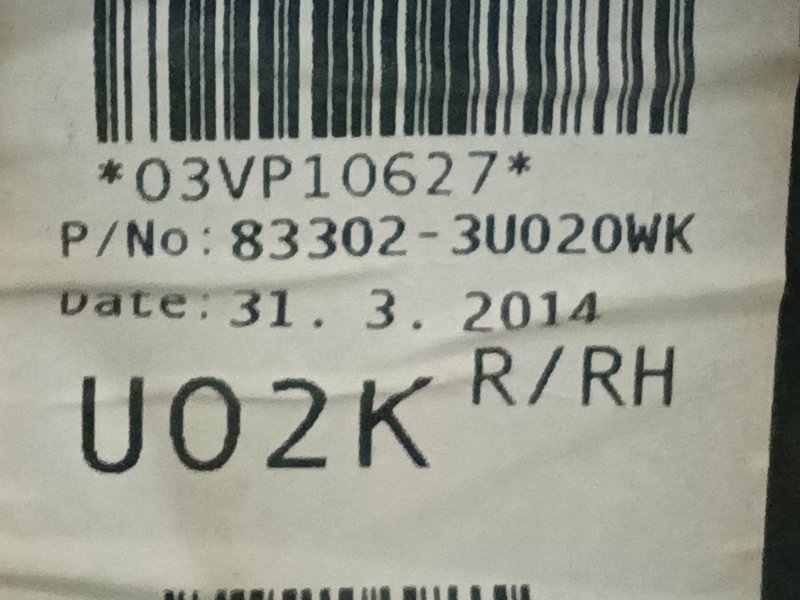 *03VP10627*
P/No: 83302-3U020WK
Date: 31. 3. 2014
U02K R/RH